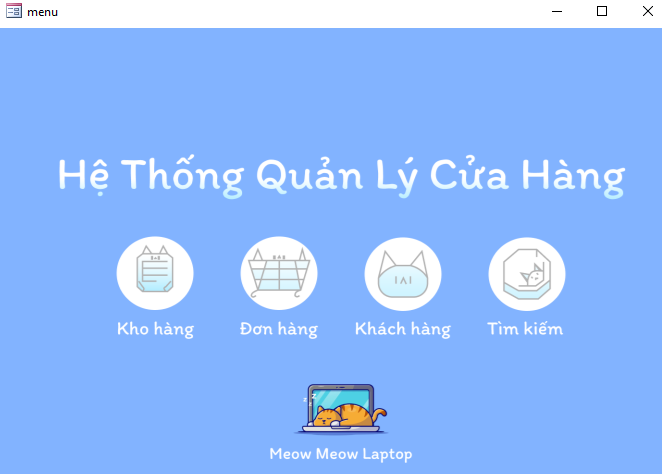 menu
Hệ Thống Quản Lý Cửa Hàng
Kho hàng
Đơn hàng
Khách hàng
Tìm kiếm
z z z
Meow Meow Laptop